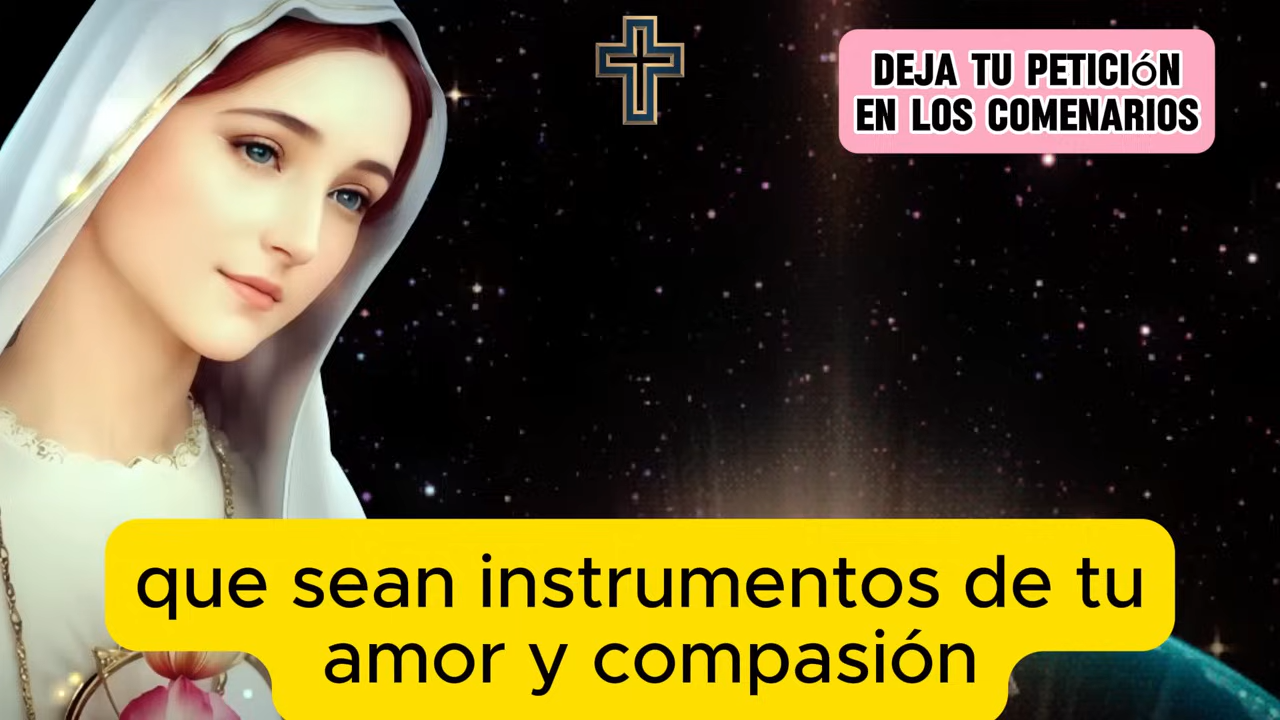 DEJA TU PETICIÓN
EN LOS COMENARIOS
que sean instrumentos de tu
amor y compasión